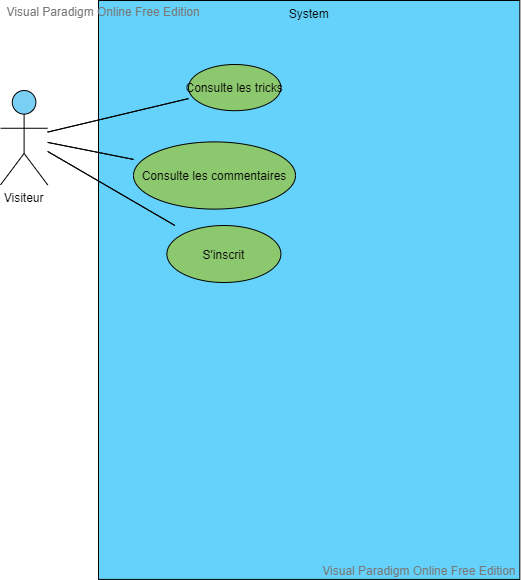 Visual Paradigm Online Free Edition
System
Consulte les tricks
Consulte les commentaires
Visiteur
S'inscrit
Visual Paradigm Online Free Edition